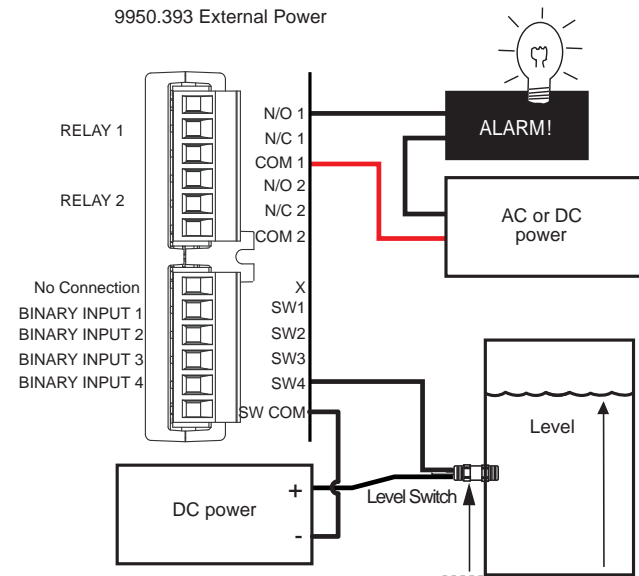 9950.393 External Power
N/O 1
RELAY 1
N/C 1
COM 1
N/O 2
RELAY 2
N/C 2
COM 2
ALARM!
AC or DC
power
No Connection
X
BINARY INPUT 1
SW1
BINARY INPUT 2
SW2
BINARY INPUT 3
SW3
BINARY INPUT 4
SW4
SW COM
Level
DC power
+
-
Level Switch